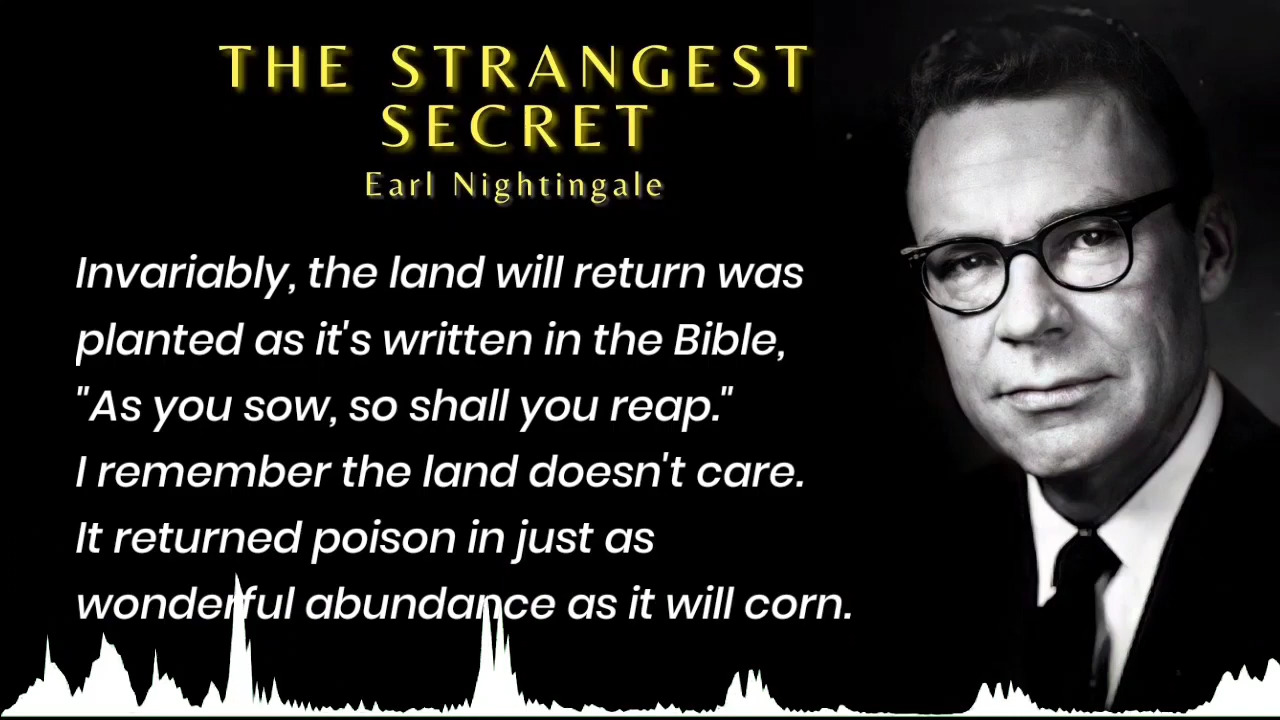 THE STRANGEST
SECRET
Earl Nightingale
Invariably, the land will return was
planted as it's written in the Bible,
"As you sow, so shall you reap."
I remember the land doesn't care.
It returned poison in just as
wonderful abundance as it will corn.